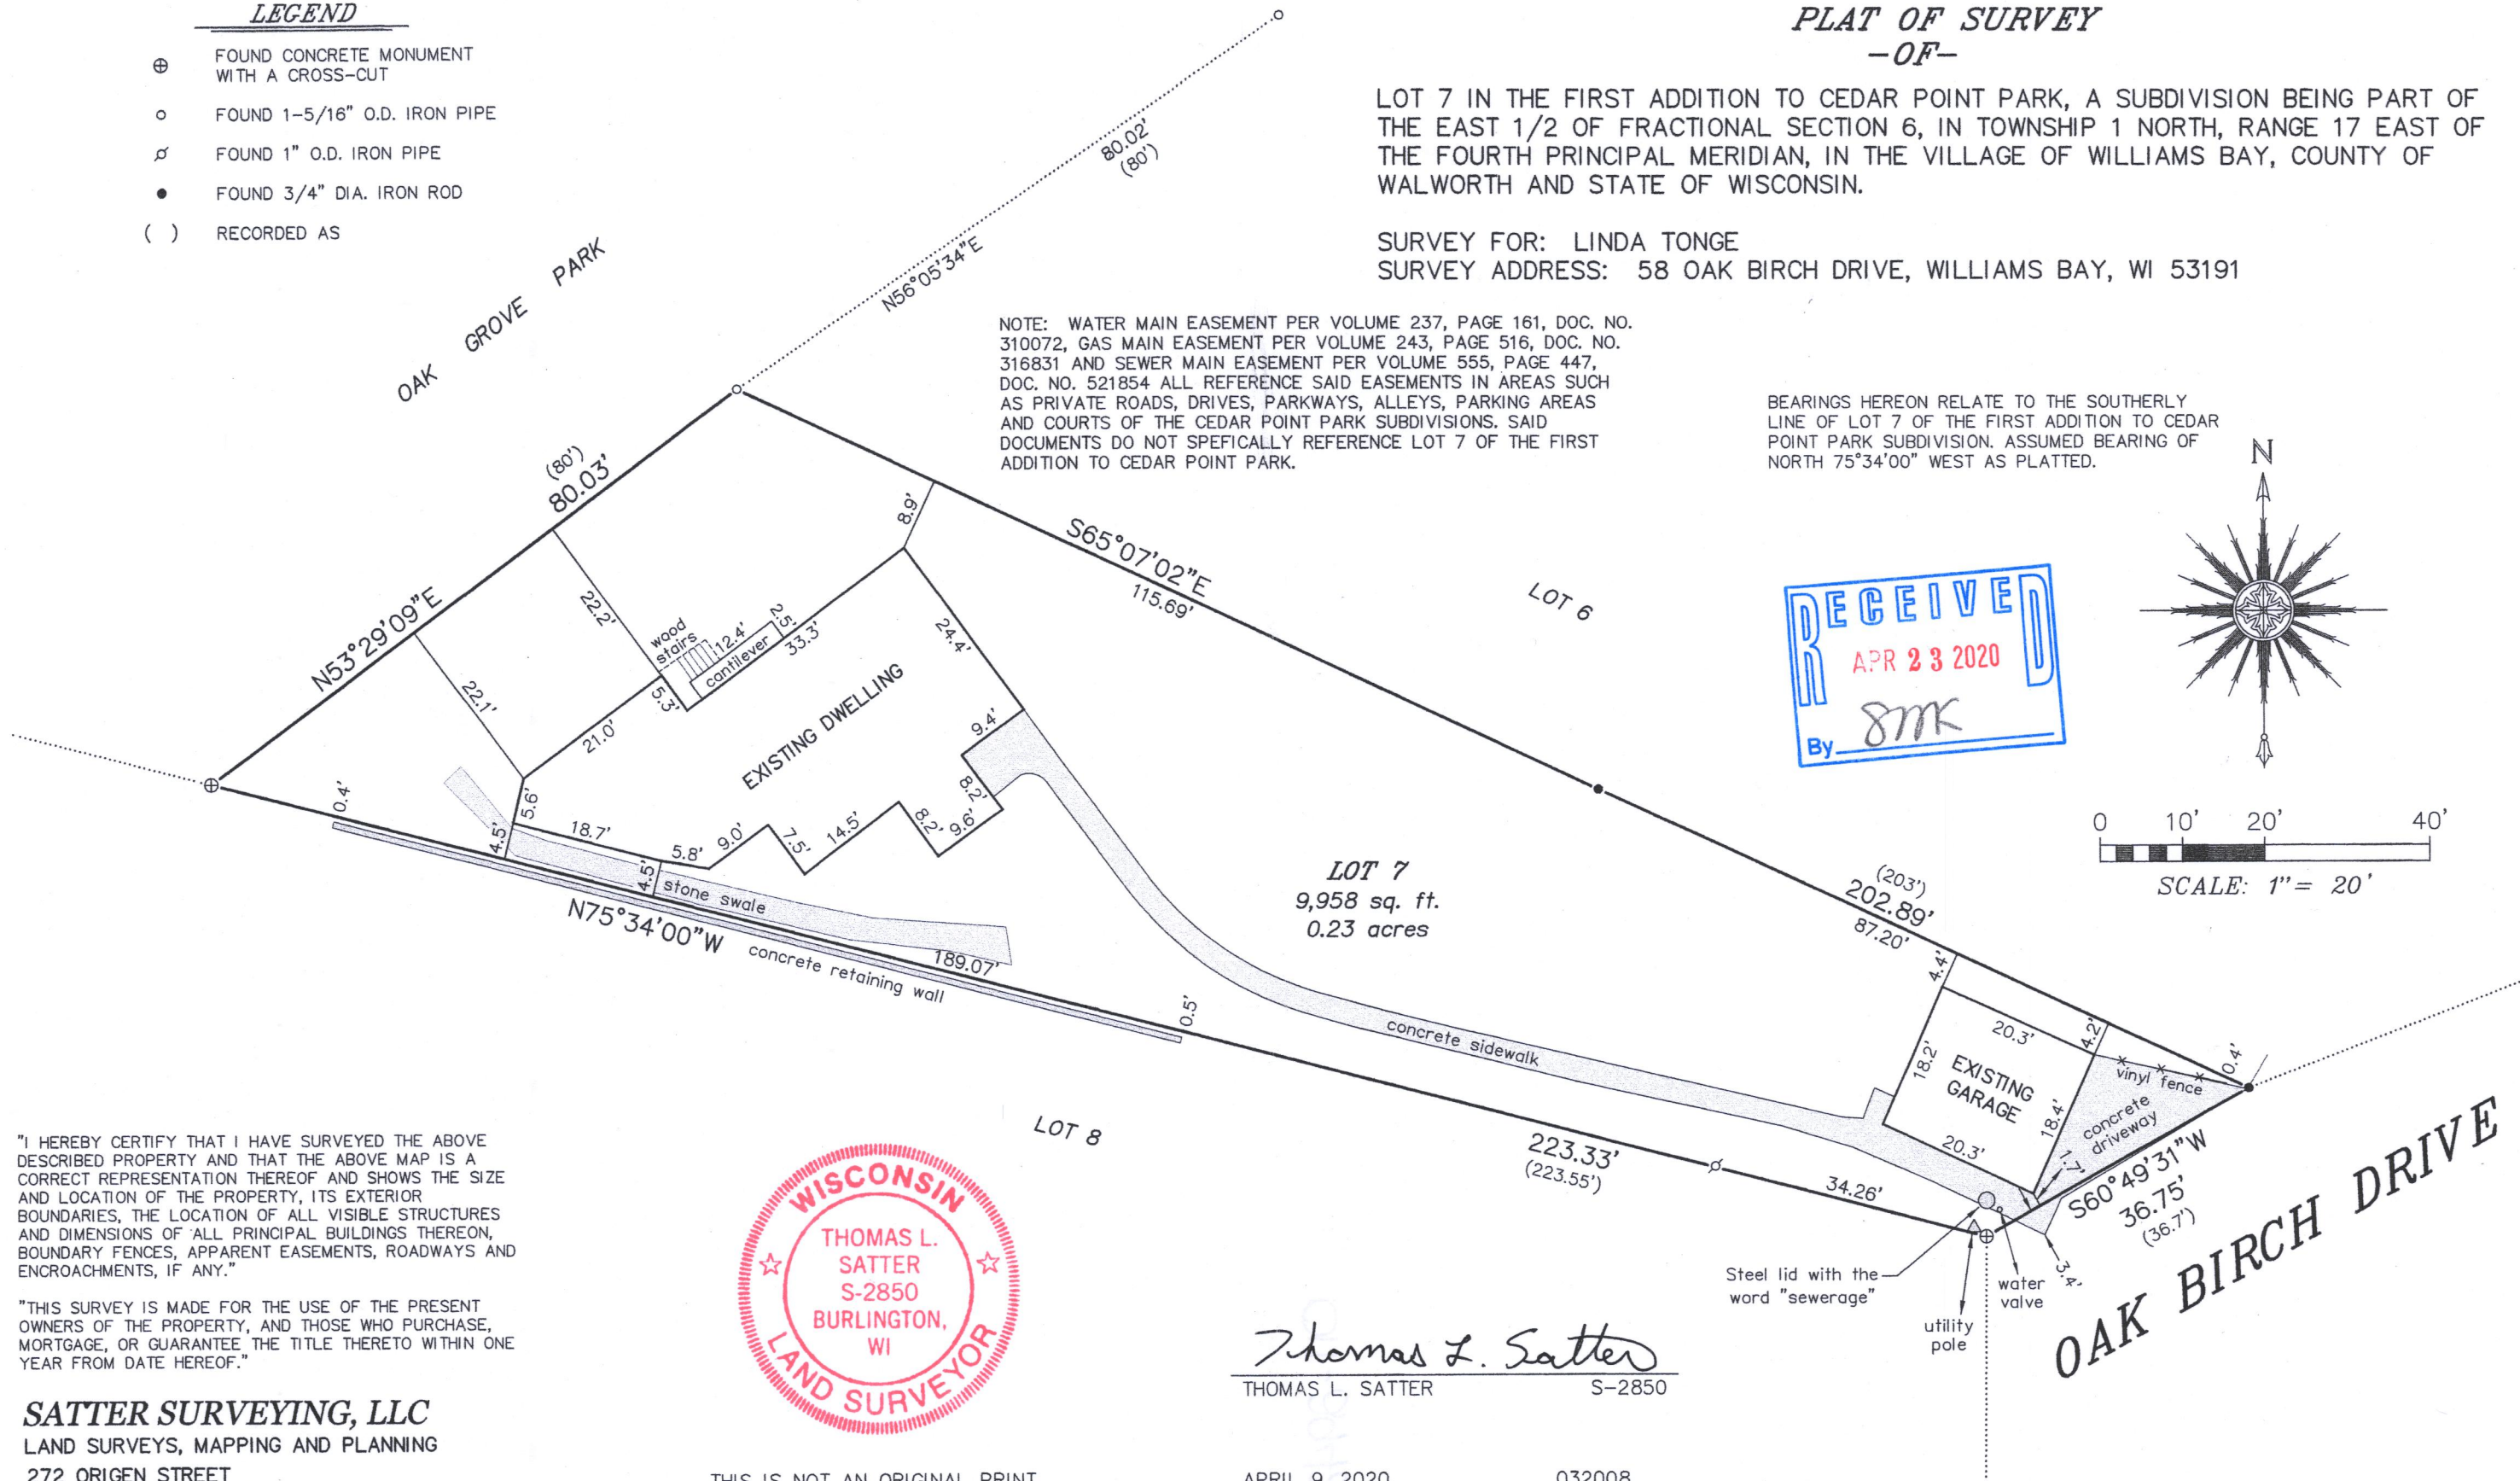 LEGEND
FOUND CONCRETE MONUMENT
WITH A CROSS-CUT
FOUND 1-5/16" O.D. IRON PIPE
FOUND 1" O.D. IRON PIPE
FOUND 3/4" DIA. IRON ROD
( ) RECORDED AS
PLAT OF SURVEY
-OF-
LOT 7 IN THE FIRST ADDITION TO CEDAR POINT PARK, A SUBDIVISION BEING PART OF
THE EAST 1/2 OF FRACTIONAL SECTION 6, IN TOWNSHIP 1 NORTH, RANGE 17 EAST OF
THE FOURTH PRINCIPAL MERIDIAN, IN THE VILLAGE OF WILLIAMS BAY, COUNTY OF
WALWORTH AND STATE OF WISCONSIN.
SURVEY FOR: LINDA TONGE
SURVEY ADDRESS: 58 OAK BIRCH DRIVE, WILLIAMS BAY, WI 53191
NOTE: WATER MAIN EASEMENT PER VOLUME 237, PAGE 161, DOC. NO.
310072, GAS MAIN EASEMENT PER VOLUME 243, PAGE 516, DOC. NO.
316831 AND SEWER MAIN EASEMENT PER VOLUME 555, PAGE 447,
DOC. NO. 521854 ALL REFERENCE SAID EASEMENTS IN AREAS SUCH
AS PRIVATE ROADS, DRIVES, PARKWAYS, ALLEYS, PARKING AREAS
AND COURTS OF THE CEDAR POINT PARK SUBDIVISIONS. SAID
DOCUMENTS DO NOT SPEFICALLY REFERENCE LOT 7 OF THE FIRST
ADDITION TO CEDAR POINT PARK.
BEARINGS HEREON RELATE TO THE SOUTHERLY
LINE OF LOT 7 OF THE FIRST ADDITION TO CEDAR
POINT PARK SUBDIVISION. ASSUMED BEARING OF
NORTH 75°34'00" WEST AS PLATTED.
N
RECEIVED
APR 23 2020
By SMK
0 10' 20' 40'
SCALE: 1"= 20'
OAK GROVE PARK
80.02'
(80')
N56°05'34"E
(80')
80.03'
N53°29'09"E
8.9'
S65°07'02"E
115.69'
LOT 6
22.2'
22.1'
wood
stairs
12.4'
2.5'
cantilever
33.3'
24.4'
5.3'
21.0'
EXISTING DWELLING
9.4'
8.2'
9.6'
8.2'
14.5'
7.5'
9.0'
5.8'
18.7'
5.6'
4.5'
4.5'
0.4'
stone swale
N75°34'00"W
concrete retaining wall
189.07'
0.5'
LOT 7
9,958 sq. ft.
0.23 acres
(203')
202.89'
87.20'
4.4'
4.2'
20.3'
18.2'
EXISTING
GARAGE
18.4'
20.3'
vinyl fence
0.4'
concrete
driveway
1.7'
S60°49'31"W
36.75'
(36.7')
3.4'
concrete sidewalk
LOT 8
223.33'
(223.55')
34.26'
Steel lid with the
word "sewerage"
water
valve
utility
pole
OAK BIRCH DRIVE
"I HEREBY CERTIFY THAT I HAVE SURVEYED THE ABOVE
DESCRIBED PROPERTY AND THAT THE ABOVE MAP IS A
CORRECT REPRESENTATION THEREOF AND SHOWS THE SIZE
AND LOCATION OF THE PROPERTY, ITS EXTERIOR
BOUNDARIES, THE LOCATION OF ALL VISIBLE STRUCTURES
AND DIMENSIONS OF ALL PRINCIPAL BUILDINGS THEREON,
BOUNDARY FENCES, APPARENT EASEMENTS, ROADWAYS AND
ENCROACHMENTS, IF ANY."
"THIS SURVEY IS MADE FOR THE USE OF THE PRESENT
OWNERS OF THE PROPERTY, AND THOSE WHO PURCHASE,
MORTGAGE, OR GUARANTEE THE TITLE THERETO WITHIN ONE
YEAR FROM DATE HEREOF."
SATTER SURVEYING, LLC
LAND SURVEYS, MAPPING AND PLANNING
272 ORIGEN STREET
WISCONSIN
THOMAS L.
SATTER
S-2850
BURLINGTON,
WI
LAND SURVEYOR
Thomas L. Satter
THOMAS L. SATTER S-2850
THIS IS NOT AN ORIGINAL PRINT
APRIL 9, 2020 032008